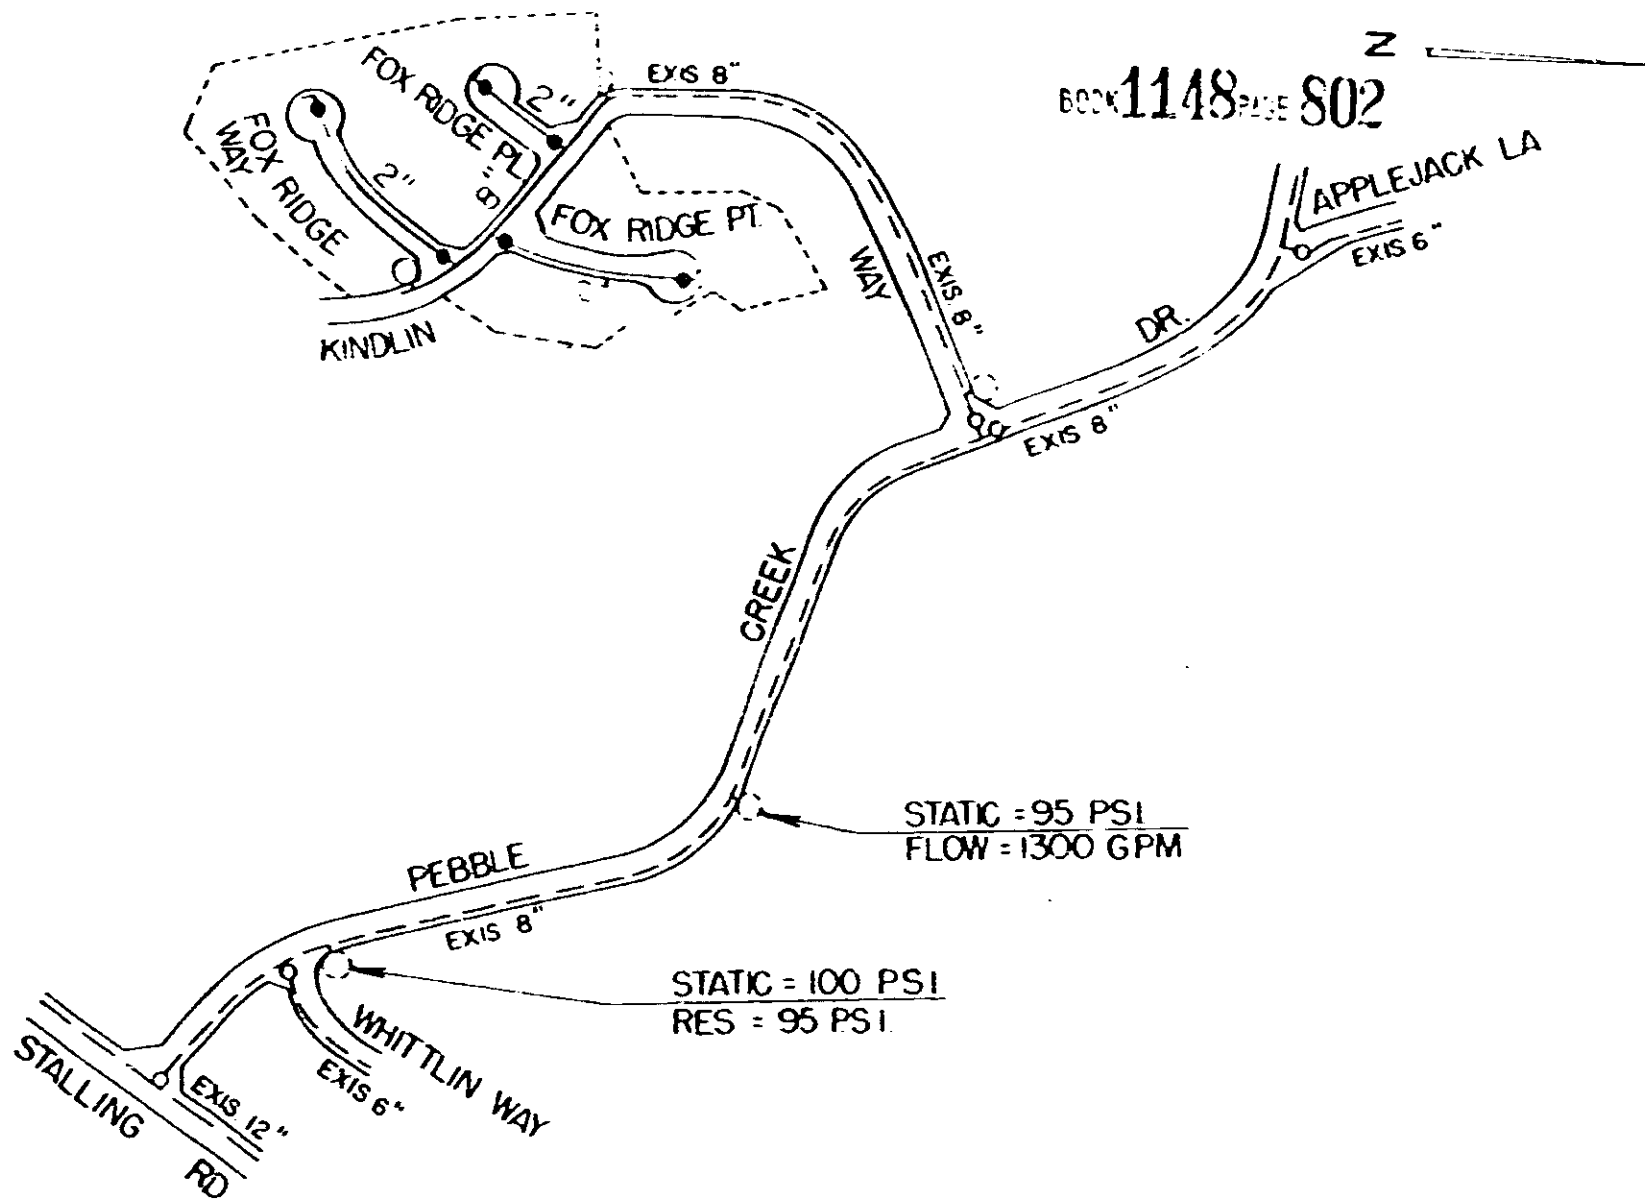 Z
BOOK 1148 PAGE 802
EXIS 8"
FOX RIDGE PL.
2"
FOX RIDGE
WAY
2"
8"
FOX RIDGE PT.
KINDLIN
WAY
EXIS 8"
APPLEJACK LA
EXIS 6"
DR.
EXIS 8"
CREEK
STATIC = 95 PSI
FLOW = 1300 GPM
PEBBLE
EXIS 8"
STATIC = 100 PSI
RES = 95 PSI.
WHITTLIN WAY
EXIS 6"
EXIS 12"
STALLING
RD